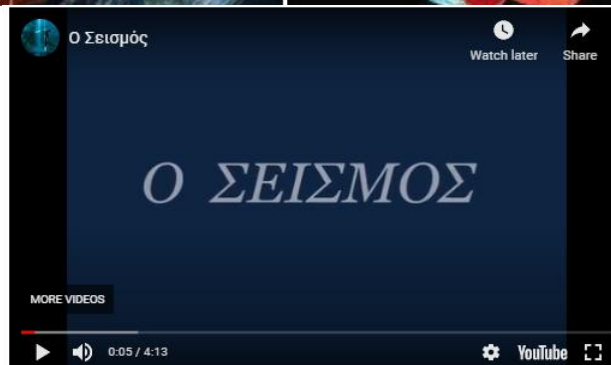 Ο Σεισμός
Watch later
Share
Ο ΣΕΙΣΜΟΣ
MORE VIDEOS
0:05 / 4:13
YouTube